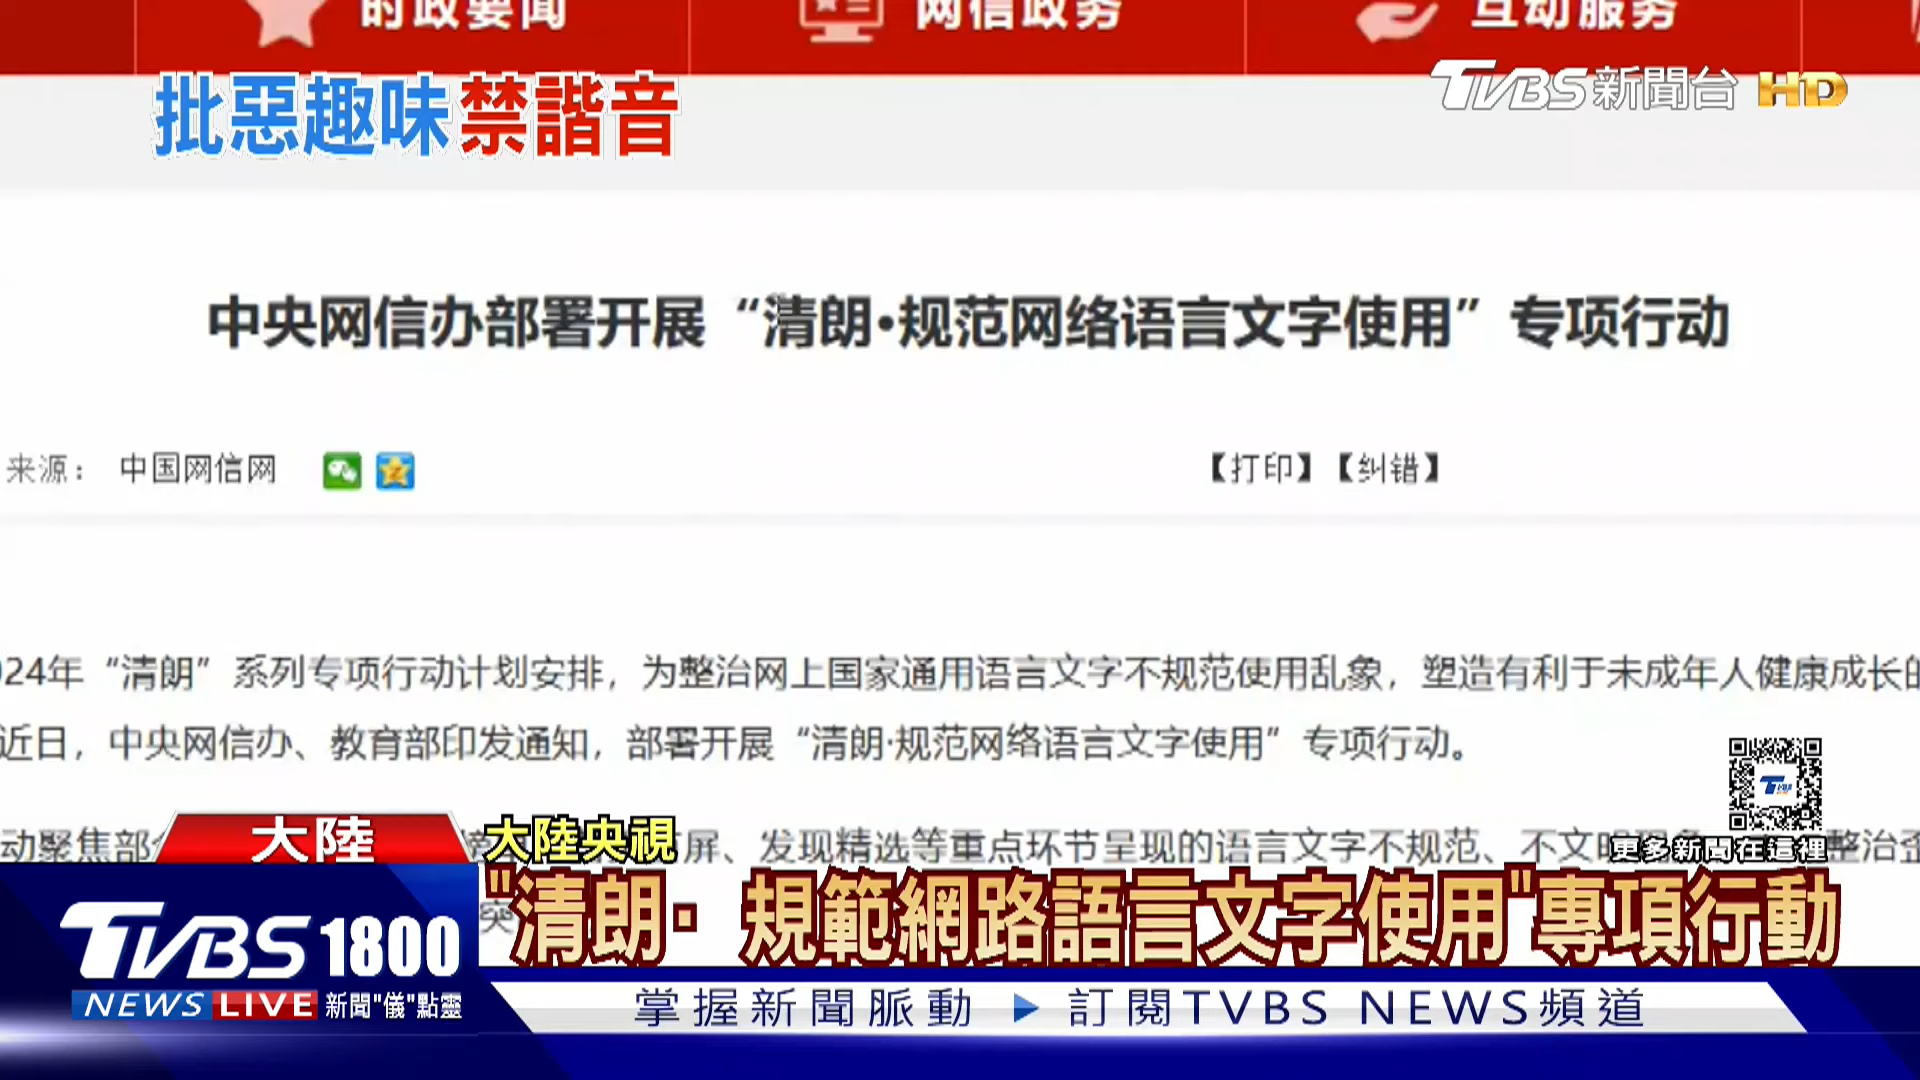 时政要闻 网信政务 互动服务
批惡趣味禁諧音
TVBS新聞台 HD
中央网信办部署开展“清朗·规范网络语言文字使用”专项行动
来源： 中国网信网 【打印】【纠错】
024年“清朗”系列专项行动计划安排，为整治网上国家通用语言文字不规范使用乱象，塑造有利于未成年人健康成长的
近日，中央网信办、教育部印发通知，部署开展“清朗·规范网络语言文字使用”专项行动。
动聚焦部 屏、发现精选等重点环节呈现的语言文字不规范、不文 整治歪
TVBS
更多新聞在這裡
大陸
大陸央視
突
"清朗· 規範網路語言文字使用"專項行動
TVBS 1800
NEWS LIVE 新聞"儀"點靈
掌握新聞脈動 ▶ 訂閱TVBS NEWS頻道